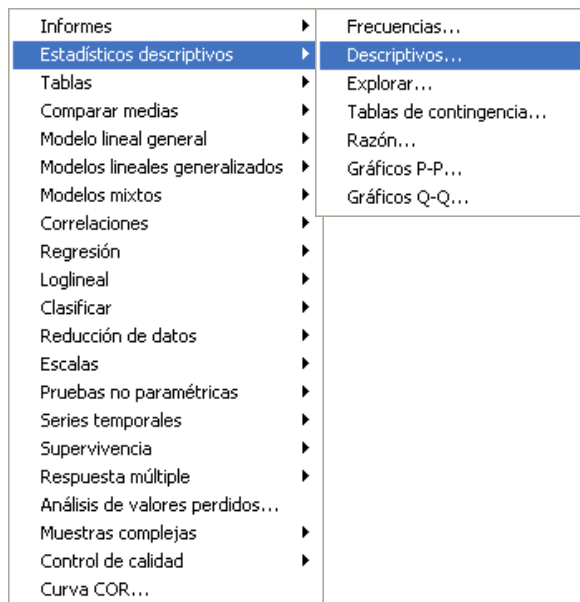 Informes
Estadísticos descriptivos
Tablas
Comparar medias
Modelo lineal general
Modelos lineales generalizados
Modelos mixtos
Correlaciones
Regresión
Loglineal
Clasificar
Reducción de datos
Escalas
Pruebas no paramétricas
Series temporales
Supervivencia
Respuesta múltiple
Análisis de valores perdidos...
Muestras complejas
Control de calidad
Curva COR...
Frecuencias...
Descriptivos...
Explorar...
Tablas de contingencia...
Razón...
Gráficos P-P...
Gráficos Q-Q...